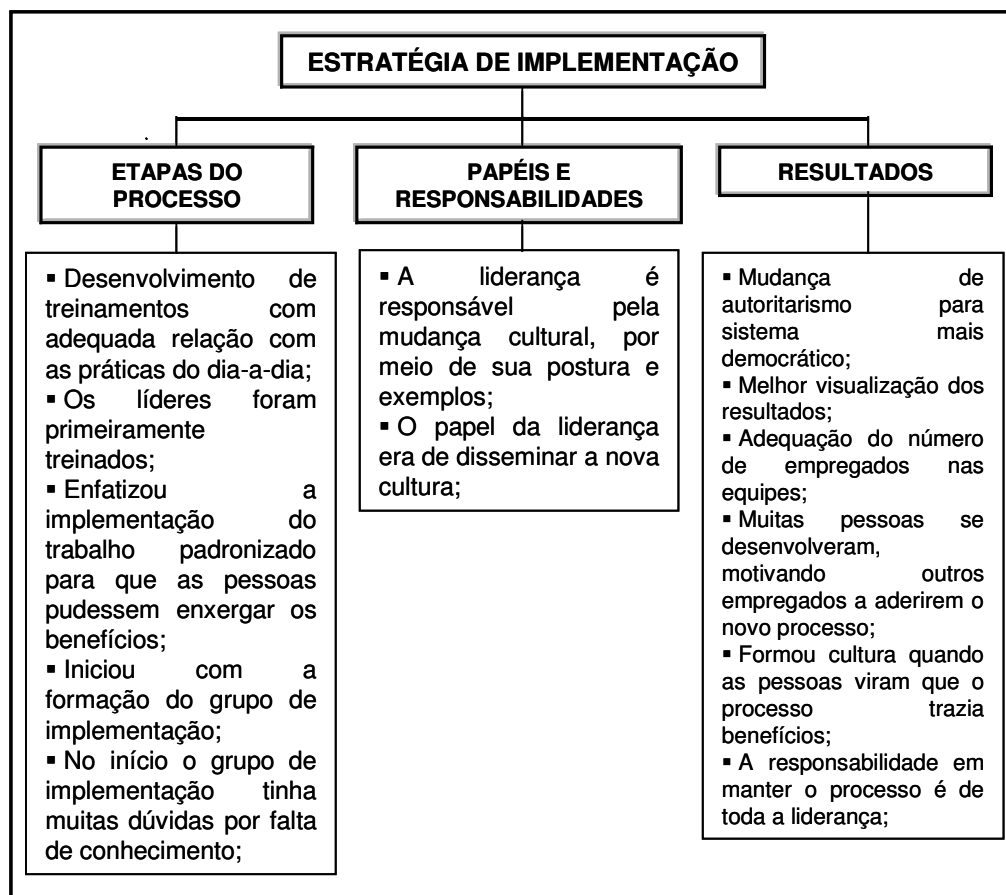 ESTRATÉGIA DE IMPLEMENTAÇÃO
ETAPAS DO
PROCESSO
▪ Desenvolvimento de
treinamentos com
adequada relação com
as práticas do dia-a-dia;
▪ Os líderes foram
primeiramente
treinados;
▪ Enfatizou a
implementação do
trabalho padronizado
para que as pessoas
pudessem enxergar os
benefícios;
▪ Iniciou com a
formação do grupo de
implementação;
▪ No início o grupo de
implementação tinha
muitas dúvidas por falta
de conhecimento;
PAPÉIS E
RESPONSABILIDADES
▪ A liderança é
responsável pela
mudança cultural, por
meio de sua postura e
exemplos;
▪ O papel da liderança
era de disseminar a nova
cultura;
RESULTADOS
▪ Mudança de
autoritarismo para
sistema mais
democrático;
▪ Melhor visualização dos
resultados;
▪ Adequação do número
de empregados nas
equipes;
▪ Muitas pessoas se
desenvolveram,
motivando outros
empregados a aderirem o
novo processo;
▪ Formou cultura quando
as pessoas viram que o
processo trazia
benefícios;
▪ A responsabilidade em
manter o processo é de
toda a liderança;